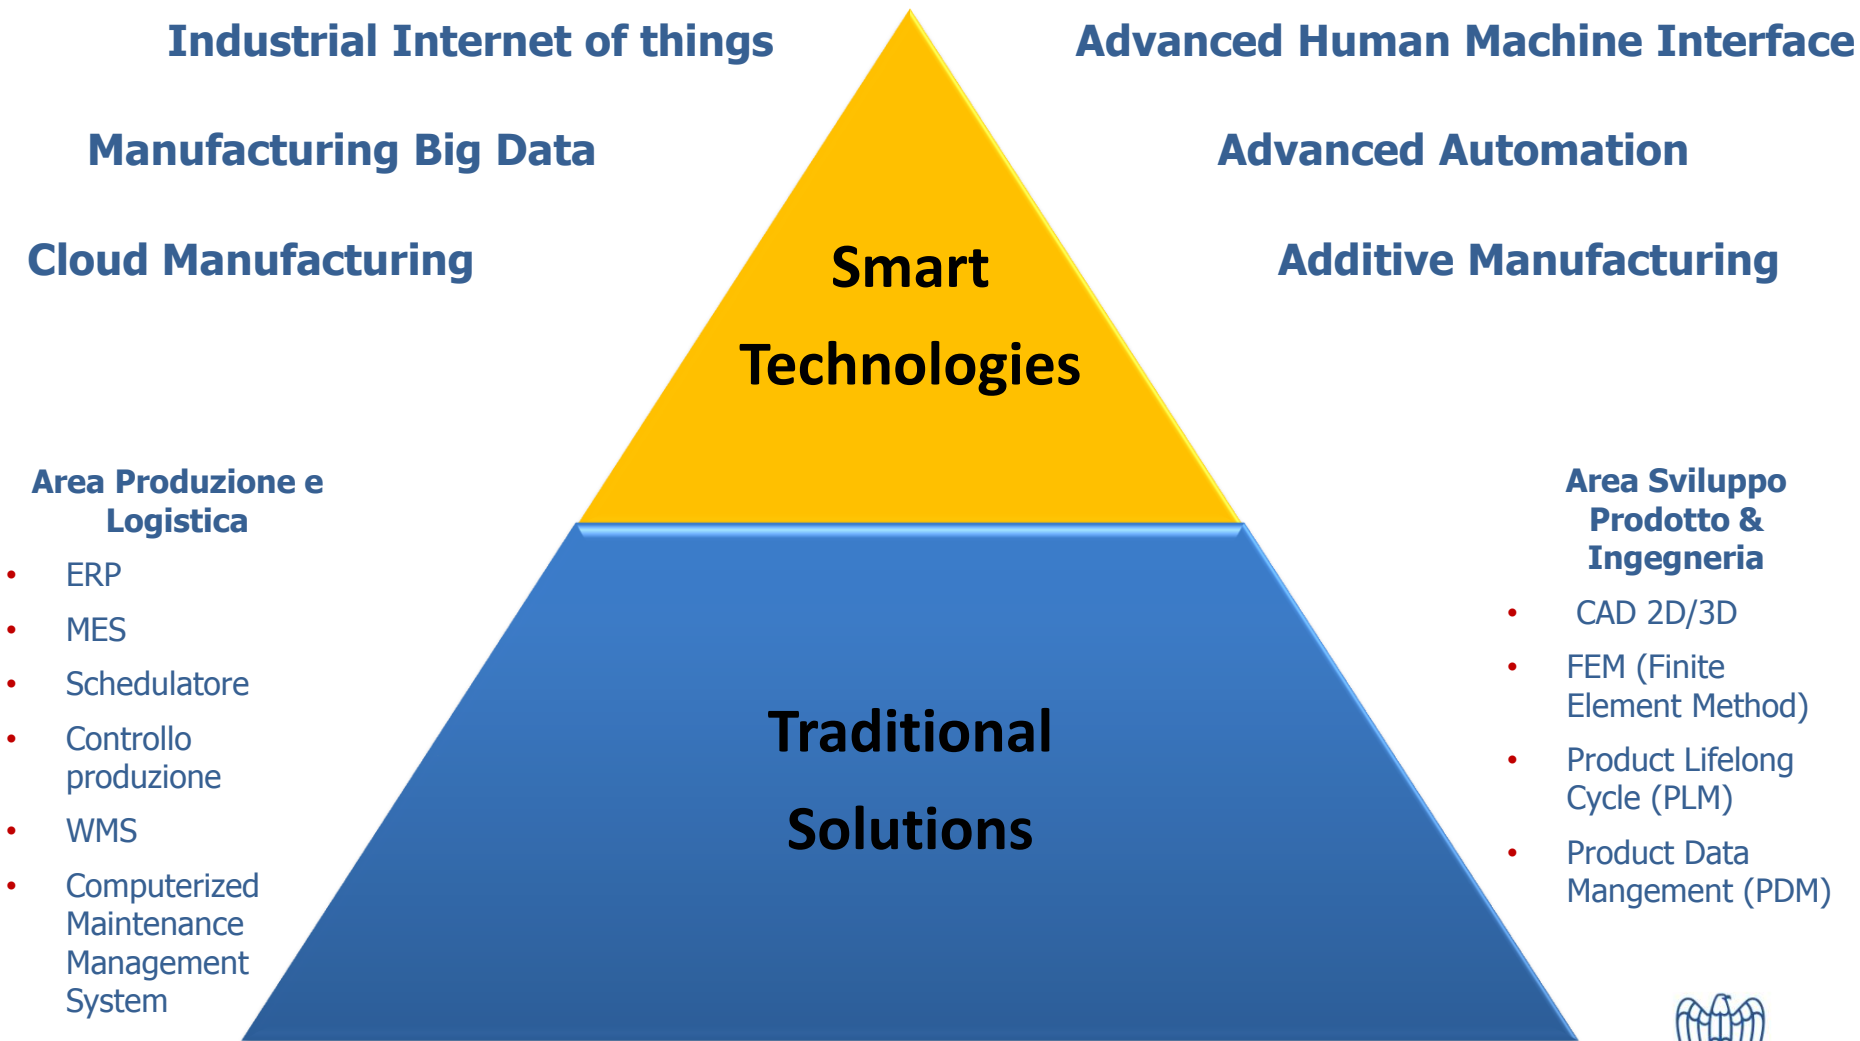 Industrial Internet of things
Advanced Human Machine Interface
Manufacturing Big Data
Advanced Automation
Cloud Manufacturing
Additive Manufacturing
Smart
Technologies
Area Produzione e
Logistica
• ERP
• MES
• Schedulatore
• Controllo
produzione
• WMS
• Computerized
Maintenance
Management
System
Traditional
Solutions
Area Sviluppo
Prodotto &
Ingegneria
• CAD 2D/3D
• FEM (Finite
Element Method)
• Product Lifelong
Cycle (PLM)
• Product Data
Mangement (PDM)